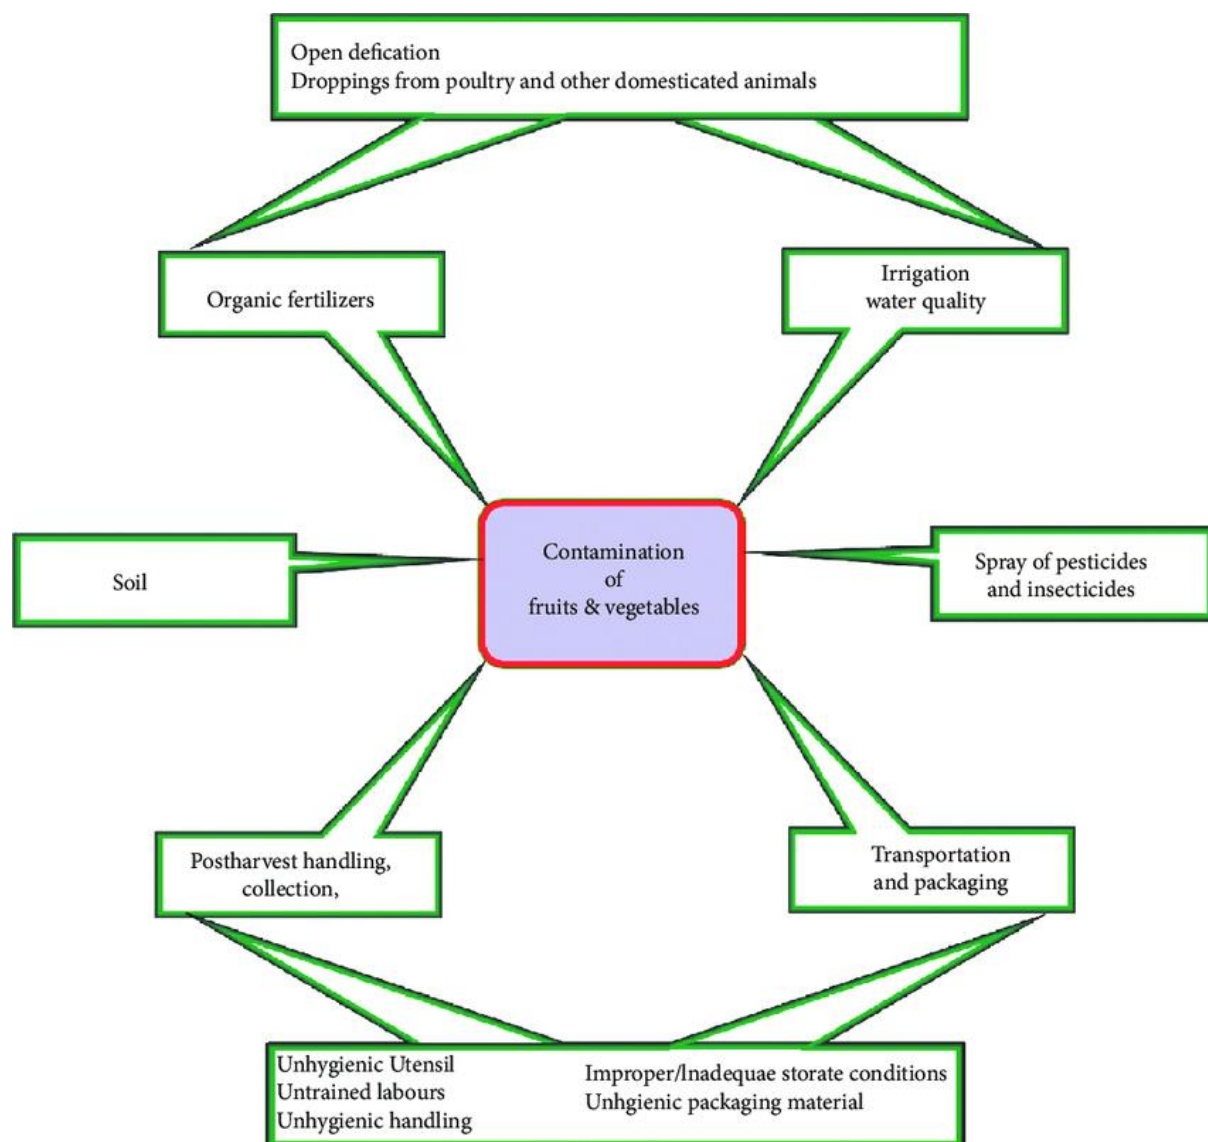 Open defication
Droppings from poultry and other domesticated animals
Organic fertilizers
Irrigation
water quality
Soil
Contamination
of
fruits & vegetables
Spray of pesticides
and insecticides
Postharvest handling,
collection,
Transportation
and packaging
Unhygienic Utensil
Untrained labours
Unhygienic handling
Improper/Inadequae storate conditions
Unhgienic packaging material